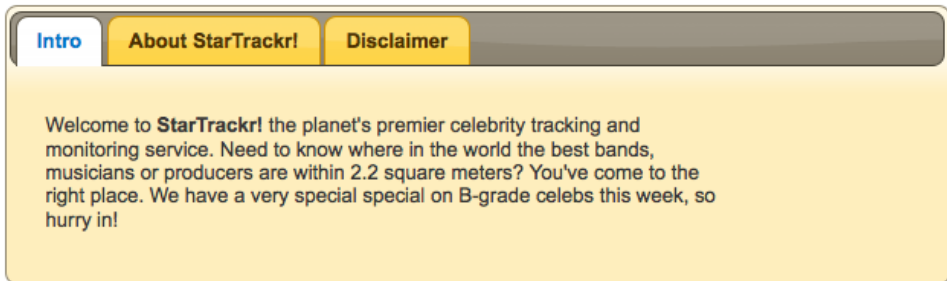 Intro About StarTrackr! Disclaimer
Welcome to StarTrackr! the planet's premier celebrity tracking and
monitoring service. Need to know where in the world the best bands,
musicians or producers are within 2.2 square meters? You've come to the
right place. We have a very special special on B-grade celebs this week, so
hurry in!